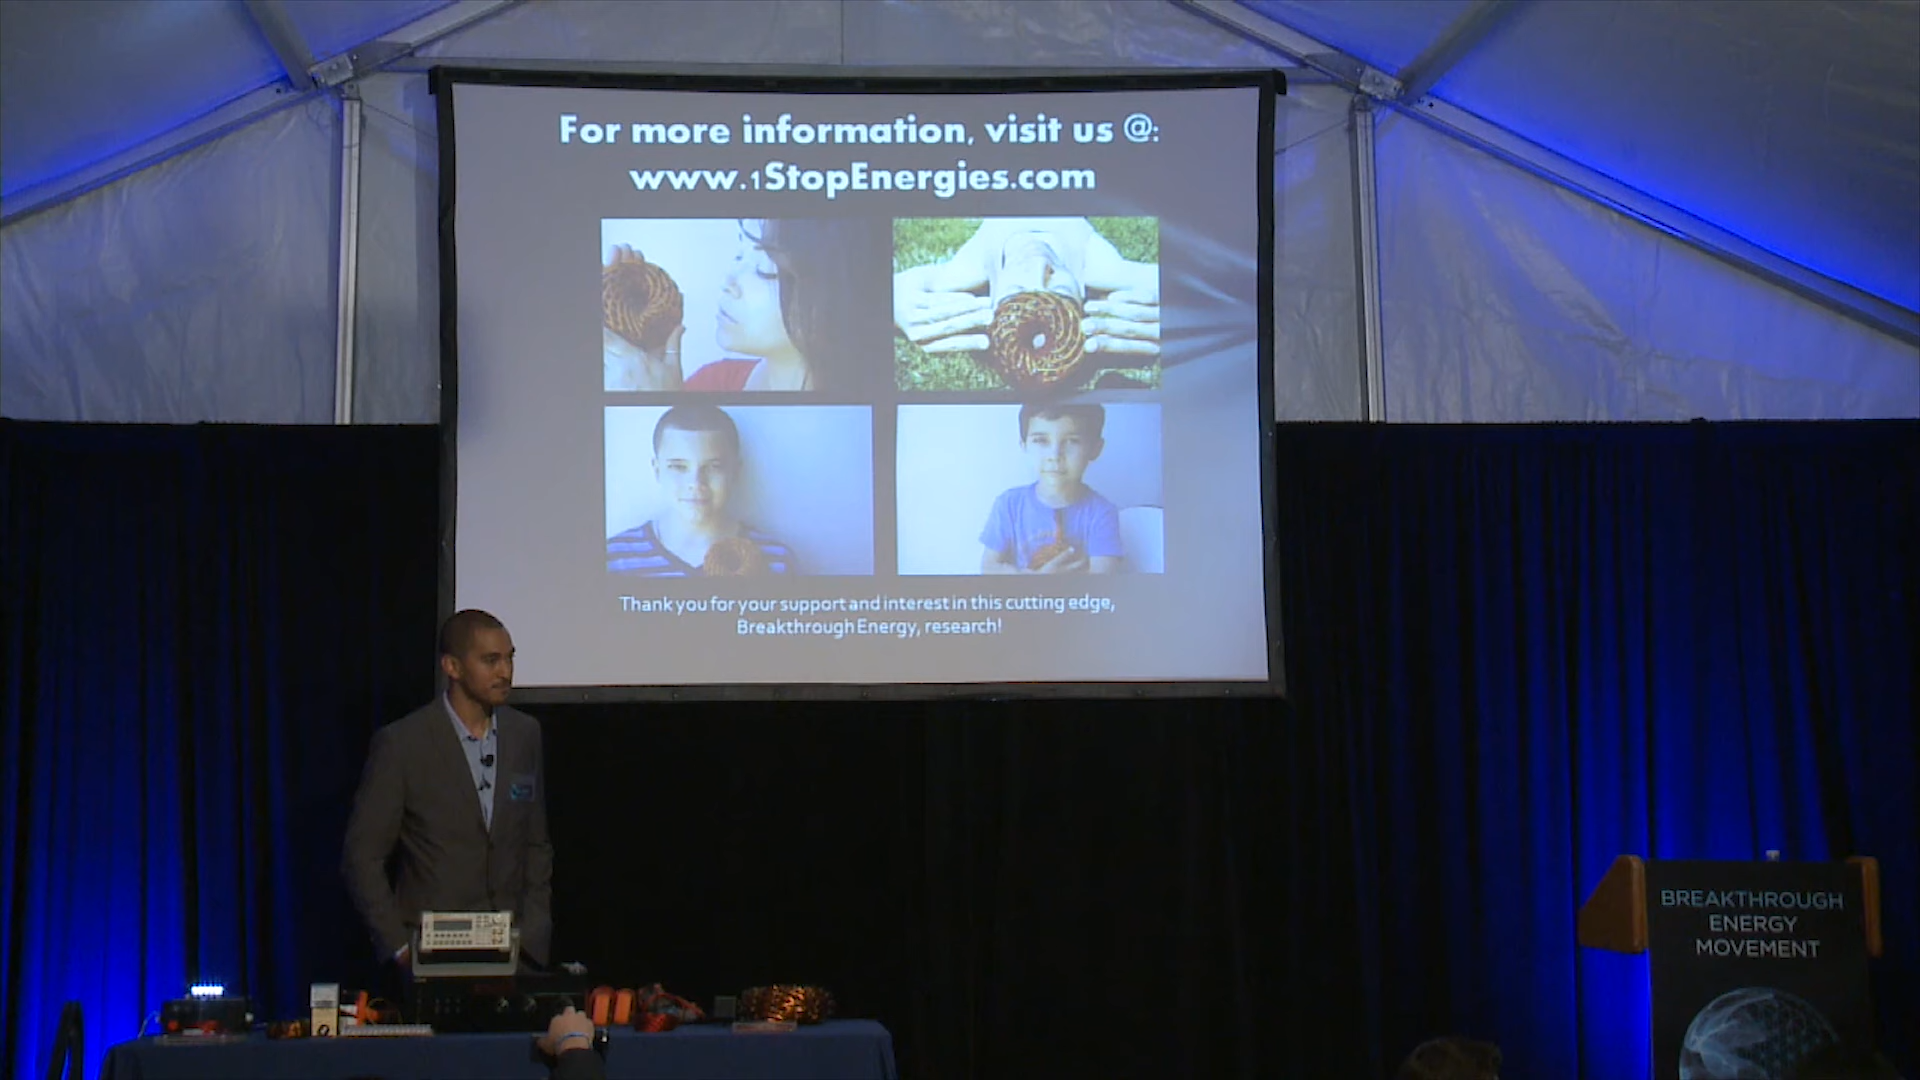 For more information, visit us @:
www.1StopEnergies.com
Thank you for your support and interest in this cutting edge,
Breakthrough Energy, research!
BREAKTHROUGH
ENERGY
MOVEMENT